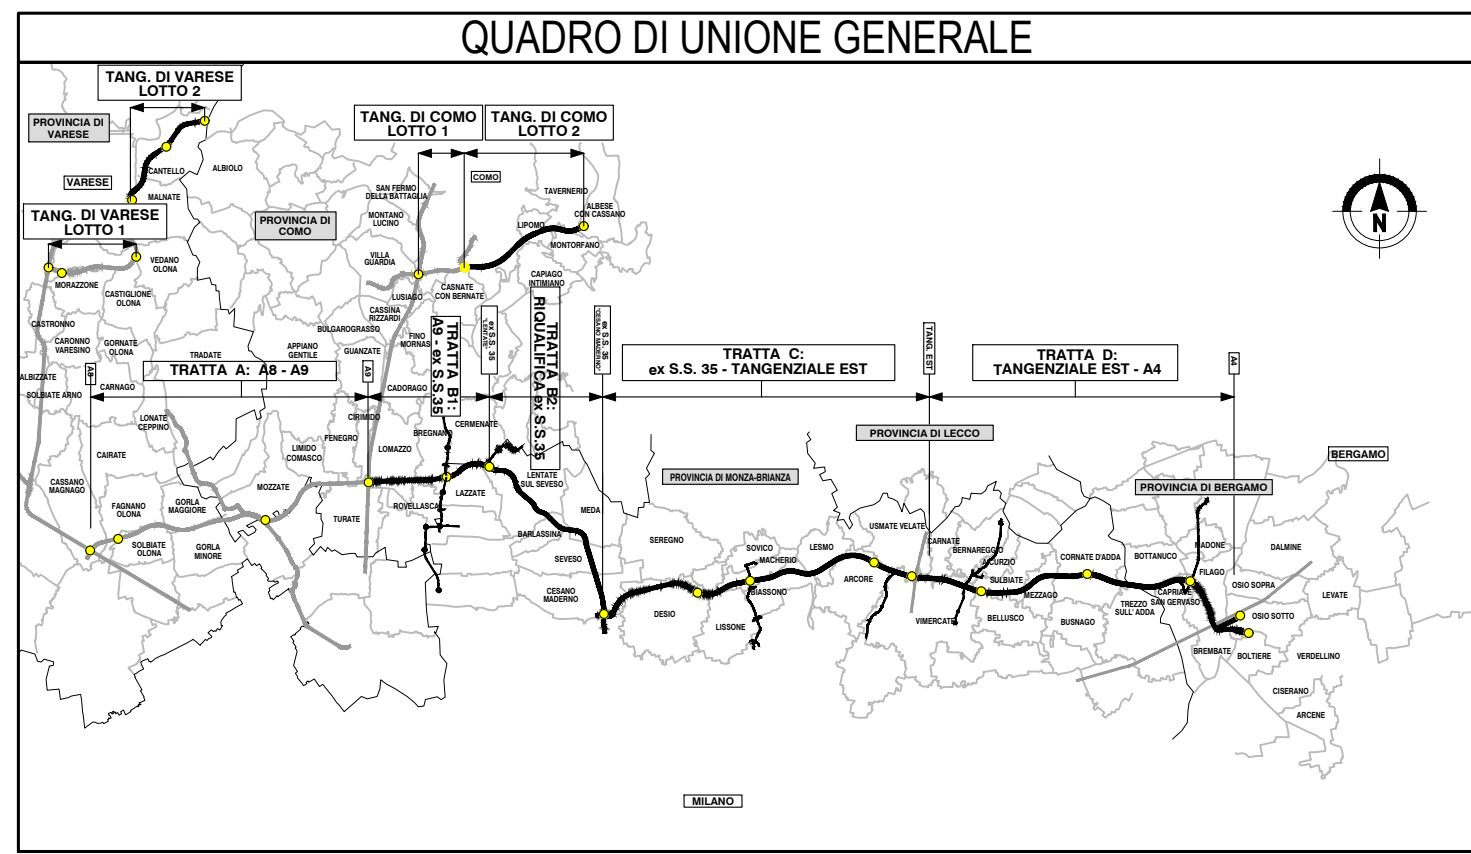 QUADRO DI UNIONE GENERALE
TANG. DI VARESE
LOTTO 2
PROVINCIA DI
VARESE
TANG. DI COMO
LOTTO 1
TANG. DI COMO
LOTTO 2
CANTELLO
ALBIOLO
VARESE
MALNATE
COMO
SAN FERMO
DELLA BATTAGLIA
TAVERNERIO
TANG. DI VARESE
LOTTO 1
PROVINCIA DI
COMO
MONTANO
LUCINO
ALBESE
CON CASSANO
LIPOMO
MONTORFANO
N
VEDANO
OLONA
VILLA
GUARDIA
MORAZZONE
CASTIGLIONE
OLONA
LUSIAGO
CASNATE
CON BERNATE
CAPIAGO
INTIMIANO
CASSINA
RIZZARDI
CASTRONNO
BULGAROGRASSO
CARONNO
VARESINO
GORNATE
OLONA
APPIANO
GENTILE
GUANZATE
FINO
MORNAS
TRATTA B1:
A9 - ex S.S.35
ex S.S. 35
"LENTATE"
TRATTA B2:
RIQUALIFICA ex S.S.35
ex S.S. 35
"CESANO MADERNO"
TRATTA C:
ex S.S. 35 - TANGENZIALE EST
TANG. EST
TRATTA D:
TANGENZIALE EST - A4
A4
TRADATE
TRATTA A: A8 - A9
A8
A9
ALBIZZATE
SOLBIATE ARNO
CARNAGO
CADORAGO
LONATE
CEPPINO
CIRIMIDO
FENEGRO
BREGNANO
CERMENATE
PROVINCIA DI LECCO
CAIRATE
LIMIDO
COMASCO
LOMAZZO
BERGAMO
CASSANO
MAGNAGO
MOZZATE
LAZZATE
LENTATE
SUL SEVESO
PROVINCIA DI MONZA-BRIANZA
PROVINCIA DI BERGAMO
FAGNANO
OLONA
GORLA
MAGGIORE
TURATE
ROVELLASCA
MEDA
SOLBIATE
OLONA
GORLA
MINORE
BARLASSINA
SEVESO
SEREGNO
SOVICO
MACHERIO
LESMO
USMATE VELATE
CARNATE
BERNAREGGIO
AICURZIO
CORNATE D'ADDA
BOTTANUCO
MADONE
DALMINE
FILAGO
CESANO
MADERNO
DESIO
BIASSONO
LISSONE
ARCORE
SULBIATE
MEZZAGO
VIMERCATE
BELLUSCO
BUSNAGO
TREZZO
SULL' ADDA
CAPRIATE
SAN GERVASO
OSIO SOPRA
LEVATE
OSIO SOTTO
BREMBATE
BOLTIERE
VERDELLINO
CISERANO
ARCENE
MILANO